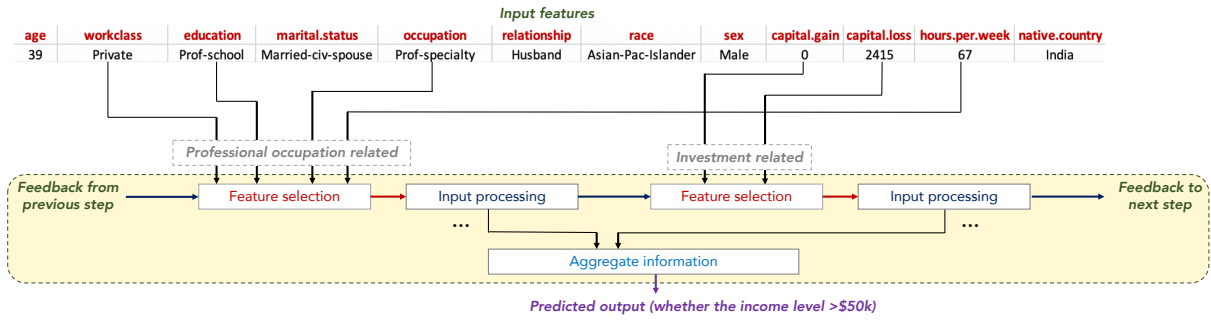 Input features
age workclass education marital.status occupation relationship race sex capital.gain capital.loss hours.per.week native.country
39 Private Prof-school Married-civ-spouse Prof-specialty Husband Asian-Pac-Islander Male 0 2415 67 India
Professional occupation related
Investment related
Feedback from
previous step
Feature selection
Input processing
Feature selection
Input processing
Feedback to
next step
...
...
Aggregate information
Predicted output (whether the income level >$50k)